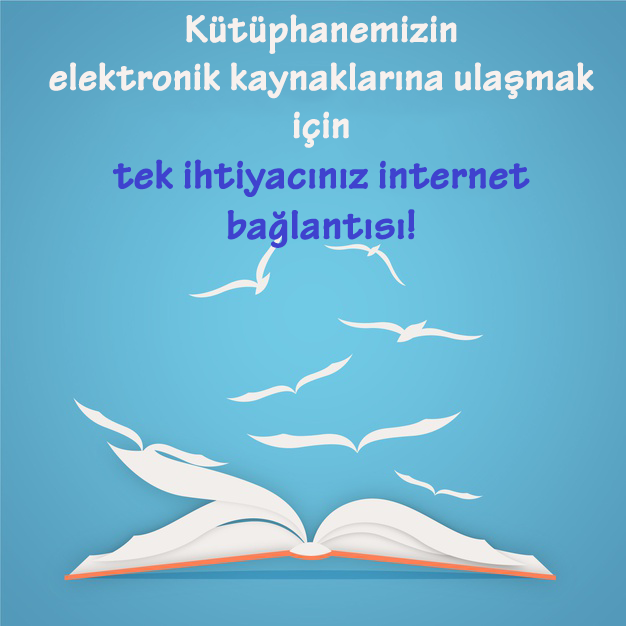 Kütüphanemizin
elektronik kaynaklarına ulaşmak
için
tek ihtiyacınız internet
bağlantısı!